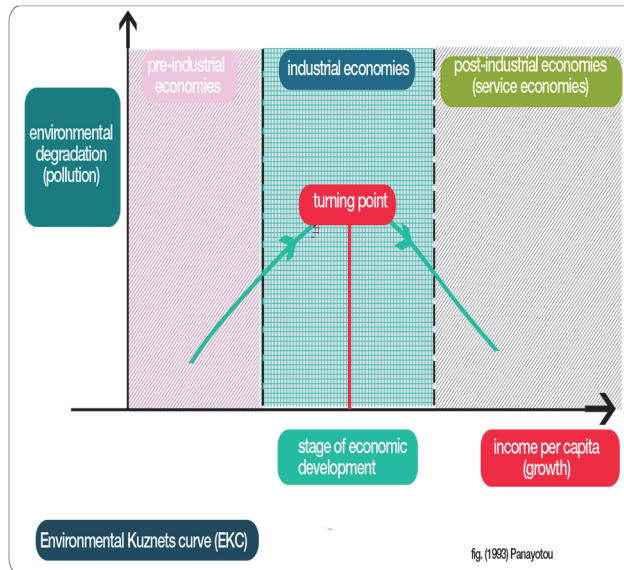 pre-industrial
economies
industrial economies
post-industrial economies
(service economies)
environmental
degradation
(pollution)
turning point
stage of economic
development
income per capita
(growth)
Environmental Kuznets curve (EKC)
fig. (1993) Panayotou